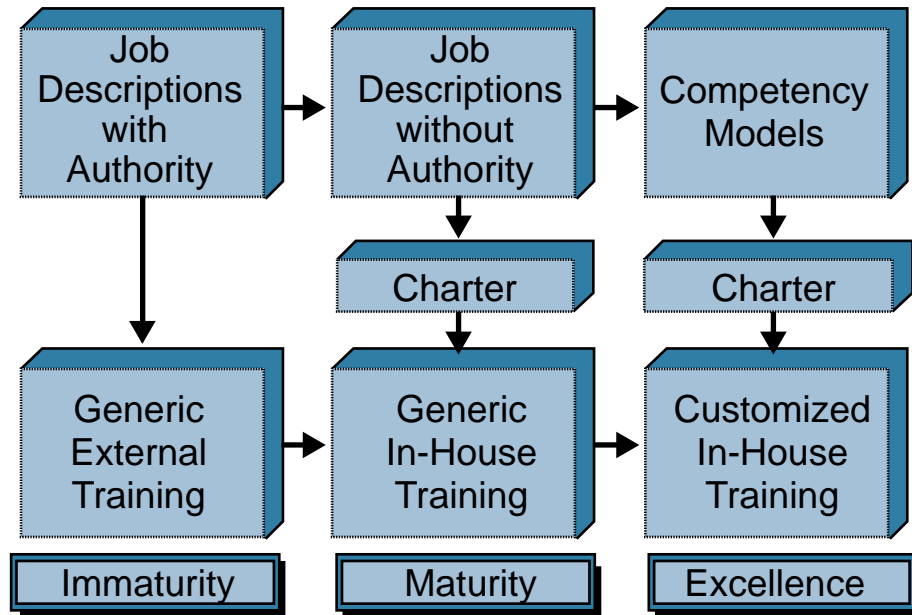 Job
Descriptions
with
Authority
Job
Descriptions
without
Authority
Competency
Models
Charter
Charter
Generic
External
Training
Generic
In-House
Training
Customized
In-House
Training
Immaturity
Maturity
Excellence